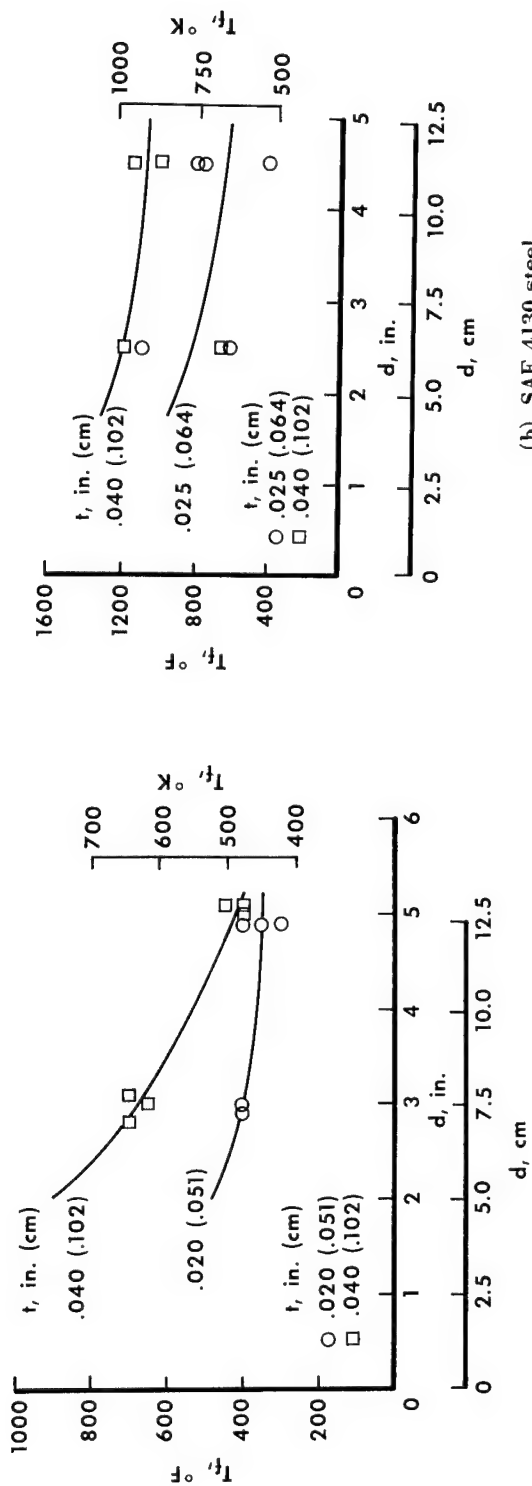 1000
800
600
400
200
T_f, °F
700
600
500
400
T_f, °K
t, in. (cm)
.040 (.102)
.020 (.051)
t, in. (cm)
○ .020 (.051)
□ .040 (.102)
1 2 3 4 5 6
d, in.
0 2.5 5.0 7.5 10.0 12.5
d, cm
1600
1200
800
400
T_f, °F
1000
750
500
T_f, °K
t, in. (cm)
.040 (.102)
.025 (.064)
t, in. (cm)
○ .025 (.064)
□ .040 (.102)
0 1 2 3 4 5
d, in.
0 2.5 5.0 7.5 11.0 12.5
d, cm
(b) SAE 4130 steel